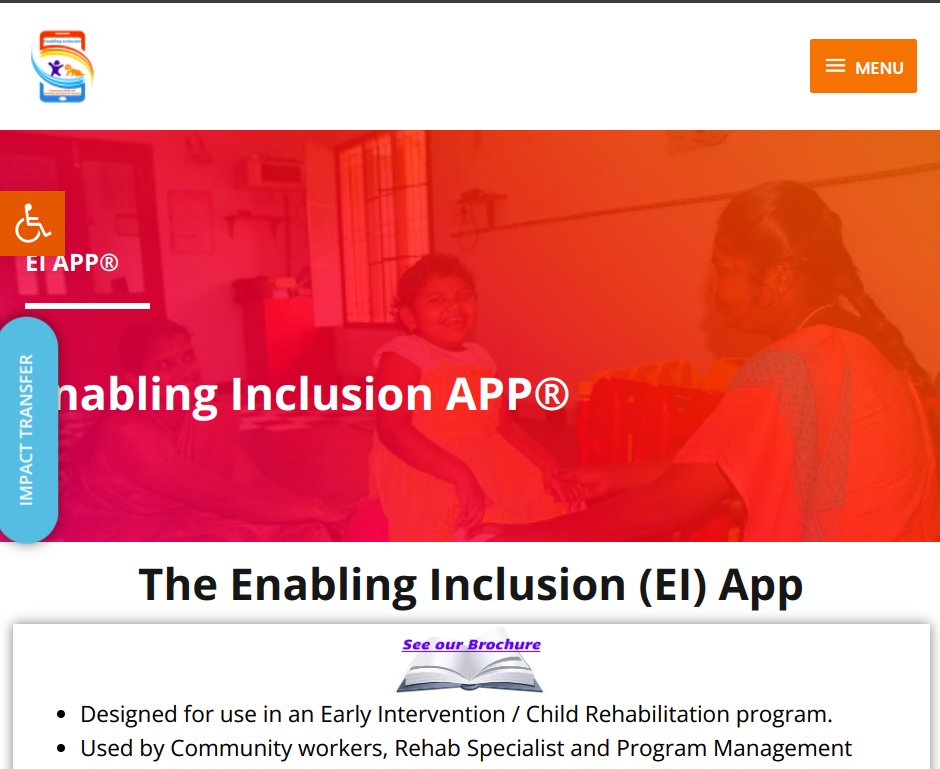 MENU
EI APP®
nabling Inclusion APP®
IMPACT TRANSFER
The Enabling Inclusion (EI) App
See our Brochure
Designed for use in an Early Intervention / Child Rehabilitation program.
Used by Community workers, Rehab Specialist and Program Management